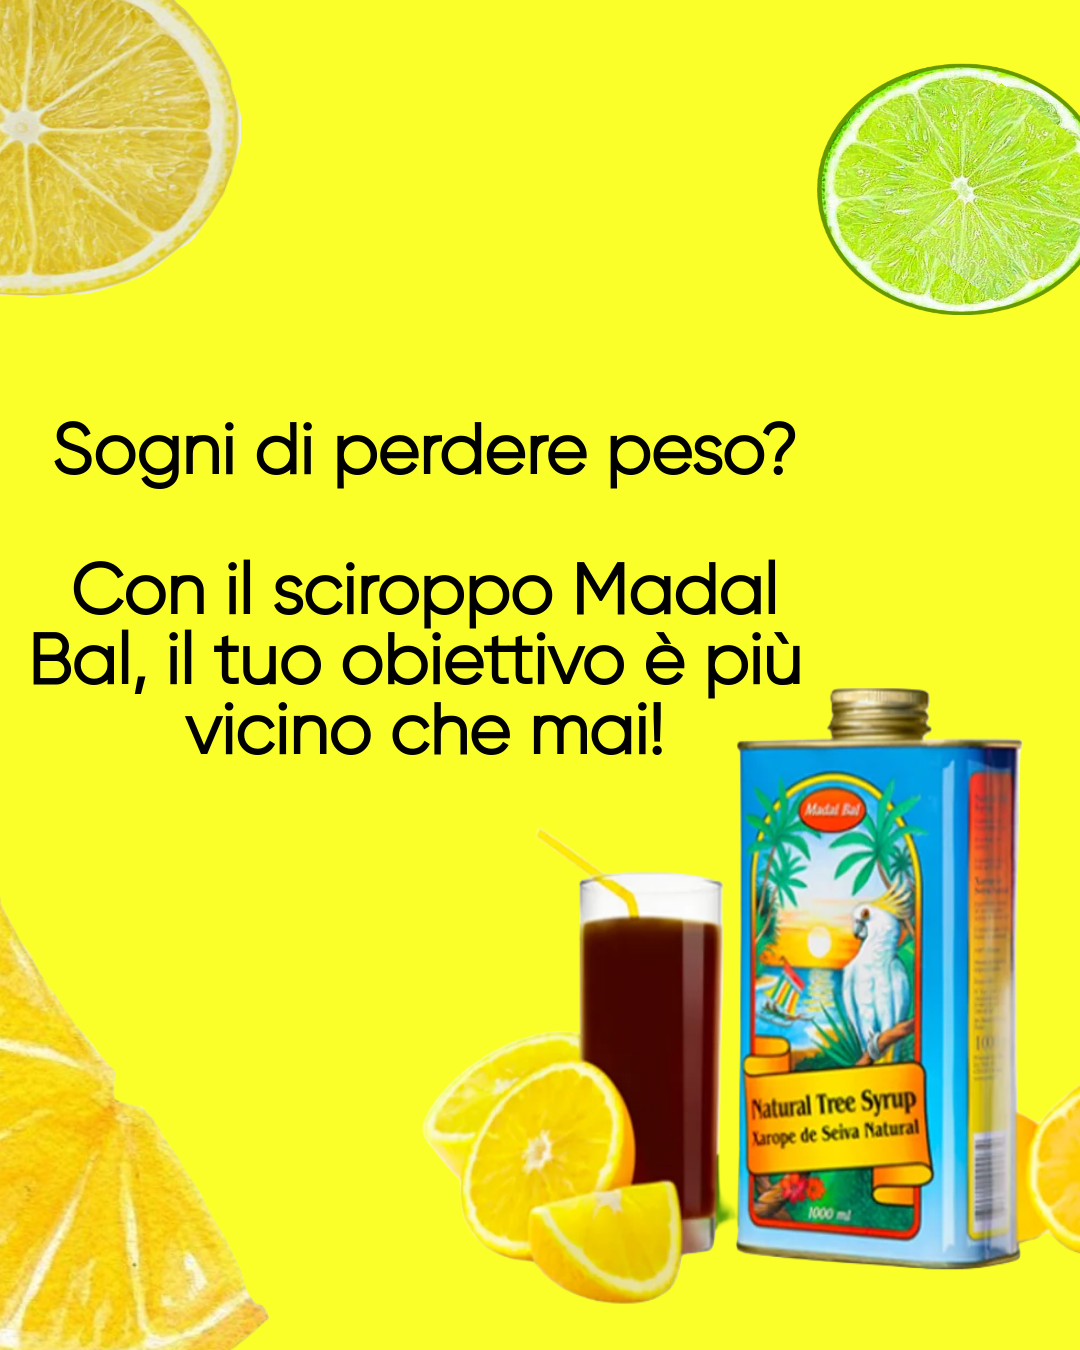 Sogni di perdere peso?
Con il sciroppo Madal
Bal, il tuo obiettivo è più
vicino che mai!
Madal Bal
Natural Tree Syrup
Xarope de Seiva Natural
1000 ml